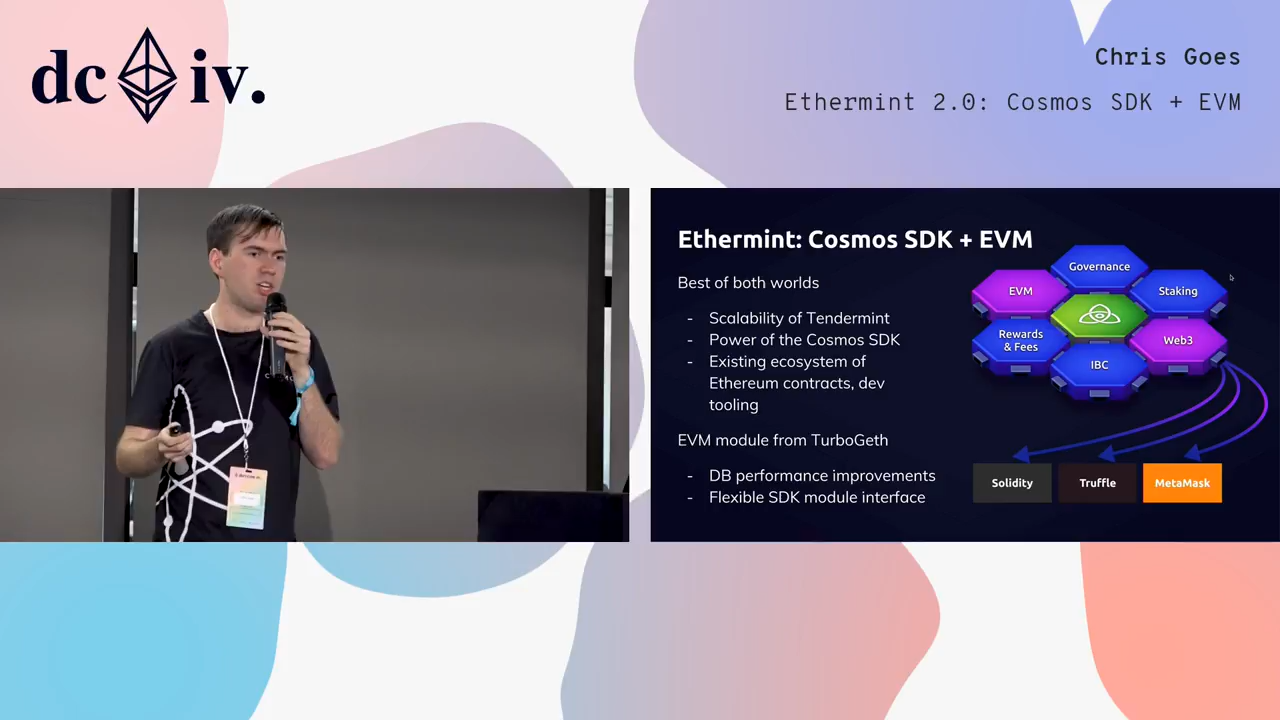 dc iv.
Chris Goes
Ethermint 2.0: Cosmos SDK + EVM
Ethermint: Cosmos SDK + EVM
Best of both worlds
- Scalability of Tendermint
- Power of the Cosmos SDK
- Existing ecosystem of
Ethereum contracts, dev
tooling
EVM module from TurboGeth
- DB performance improvements
- Flexible SDK module interface
Governance
EVM
Staking
Rewards
& Fees
Web3
IBC
Solidity
Truffle
MetaMask